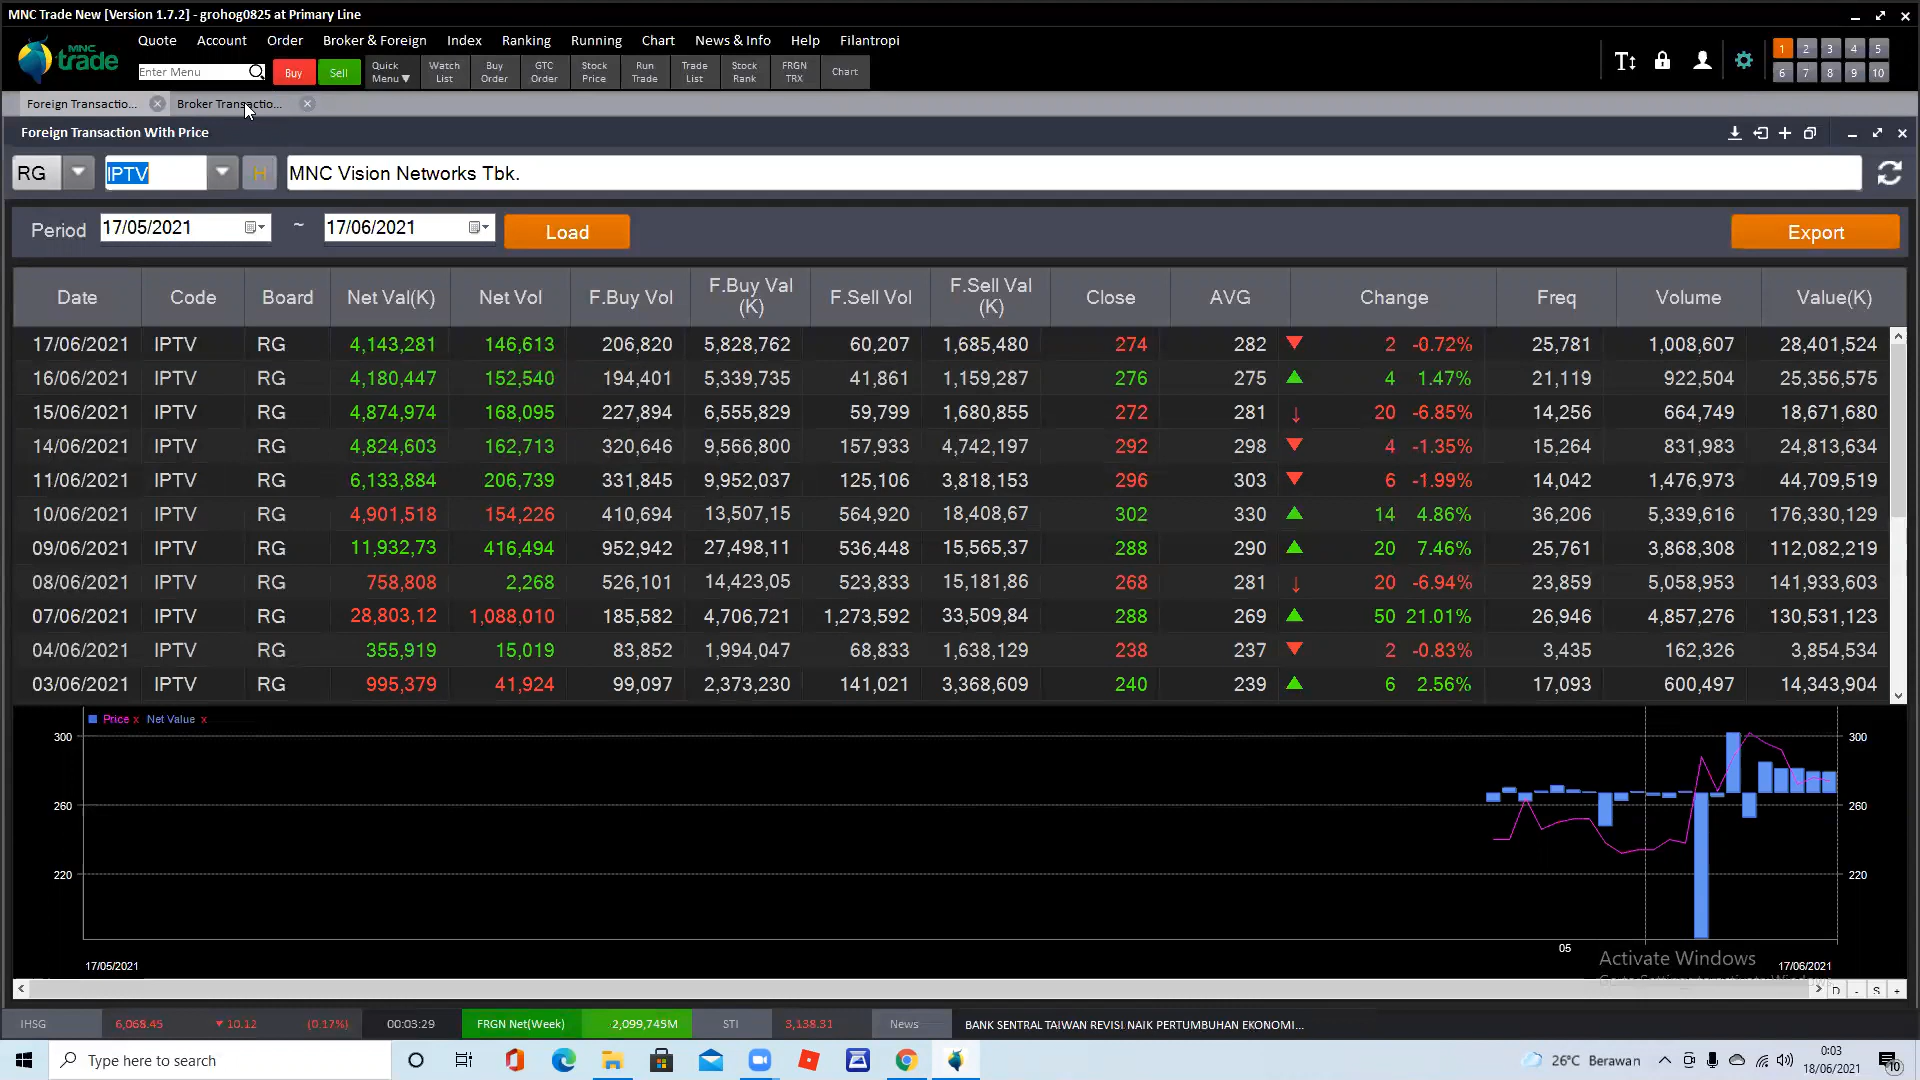 MNC Trade New [Version 1.7.2] - grohog0825 at Primary Line
MNC trade
Quote Account Order Broker & Foreign Index Ranking Running Chart News & Info Help Filantropi
Enter Menu Buy Sell Quick Menu▼ Watch List Buy Order GTC Order Stock Price Run Trade Trade List Stock Rank FRGN TRX Chart
1 2 3 4 5
6 7 8 9 10
Foreign Transactio... Broker Transactio...
Foreign Transaction With Price
RG IPTV H MNC Vision Networks Tbk.
Period 17/05/2021 ~ 17/06/2021 Load Export
Date Code Board Net Val(K) Net Vol F.Buy Vol F.Buy Val (K) F.Sell Vol F.Sell Val (K) Close AVG Change Freq Volume Value(K)
17/06/2021 IPTV RG 4,143,281 146,613 206,820 5,828,762 60,207 1,685,480 274 282 ▼ 2 -0.72% 25,781 1,008,607 28,401,524
16/06/2021 IPTV RG 4,180,447 152,540 194,401 5,339,735 41,861 1,159,287 276 275 ▲ 4 1.47% 21,119 922,504 25,356,575
15/06/2021 IPTV RG 4,874,974 168,095 227,894 6,555,829 59,799 1,680,855 272 281 ↓ 20 -6.85% 14,256 664,749 18,671,680
14/06/2021 IPTV RG 4,824,603 162,713 320,646 9,566,800 157,933 4,742,197 292 298 ▼ 4 -1.35% 15,264 831,983 24,813,634
11/06/2021 IPTV RG 6,133,884 206,739 331,845 9,952,037 125,106 3,818,153 296 303 ▼ 6 -1.99% 14,042 1,476,973 44,709,519
10/06/2021 IPTV RG 4,901,518 154,226 410,694 13,507,15 564,920 18,408,67 302 330 ▲ 14 4.86% 36,206 5,339,616 176,330,129
09/06/2021 IPTV RG 11,932,73 416,494 952,942 27,498,11 536,448 15,565,37 288 290 ▲ 20 7.46% 25,761 3,868,308 112,082,219
08/06/2021 IPTV RG 758,808 2,268 526,101 14,423,05 523,833 15,181,86 268 281 ↓ 20 -6.94% 23,859 5,058,953 141,933,603
07/06/2021 IPTV RG 28,803,12 1,088,010 185,582 4,706,721 1,273,592 33,509,84 288 269 ▲ 50 21.01% 26,946 4,857,276 130,531,123
04/06/2021 IPTV RG 355,919 15,019 83,852 1,994,047 68,833 1,638,129 238 237 ▼ 2 -0.83% 3,435 162,326 3,854,534
03/06/2021 IPTV RG 995,379 41,924 99,097 2,373,230 141,021 3,368,609 240 239 ▲ 6 2.56% 17,093 600,497 14,343,904
Price x Net Value x
300 300
260 260
220 220
05
Activate Windows
17/05/2021 17/06/2021
D - S +
IHSG 6,068.45 ▼ 10.12 (0.17%) 00:03:29 FRGN Net(Week) 2,099,745M STI 3,138.31 News BANK SENTRAL TAIWAN REVISI NAIK PERTUMBUHAN EKONOMI...
Type here to search 26°C Berawan 0:03
18/06/2021 10